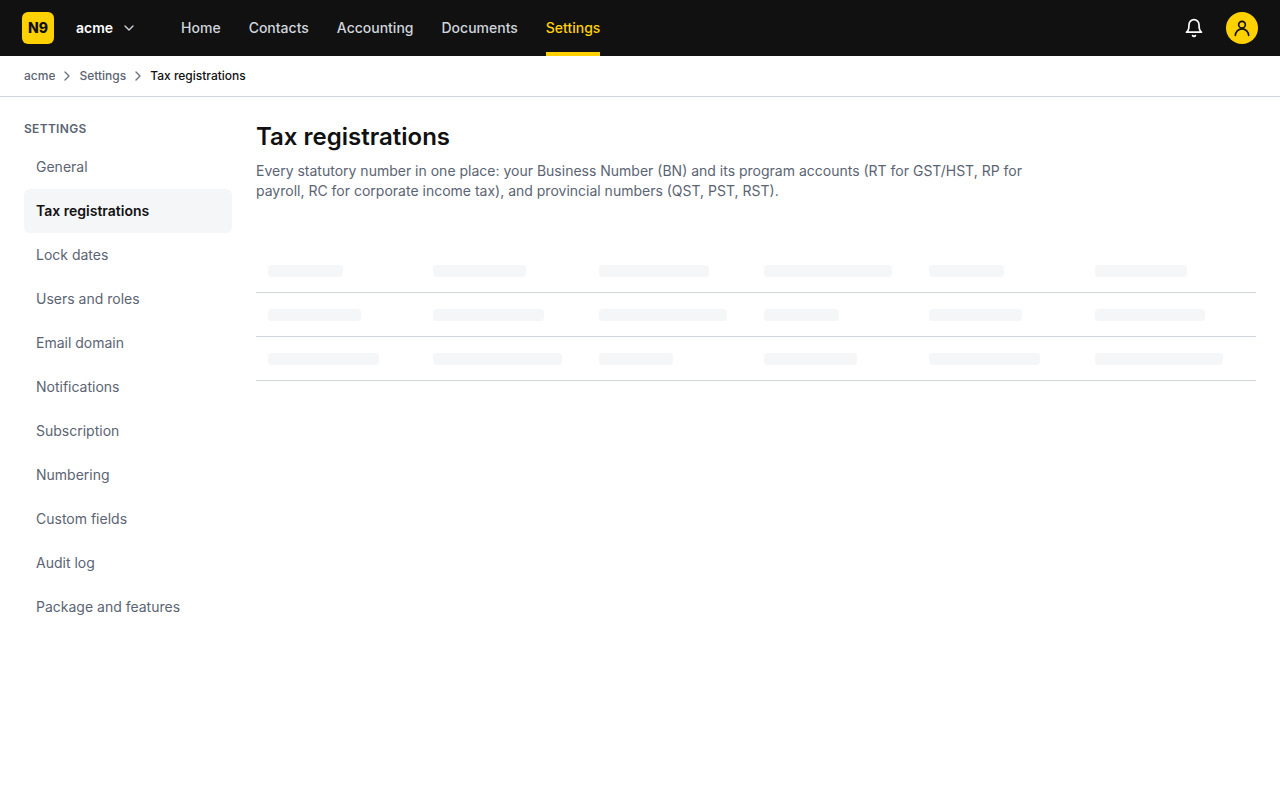 N9 acme Home Contacts Accounting Documents Settings
acme Settings Tax registrations
SETTINGS
General
Tax registrations
Lock dates
Users and roles
Email domain
Notifications
Subscription
Numbering
Custom fields
Audit log
Package and features
Tax registrations
Every statutory number in one place: your Business Number (BN) and its program accounts (RT for GST/HST, RP for
payroll, RC for corporate income tax), and provincial numbers (QST, PST, RST).